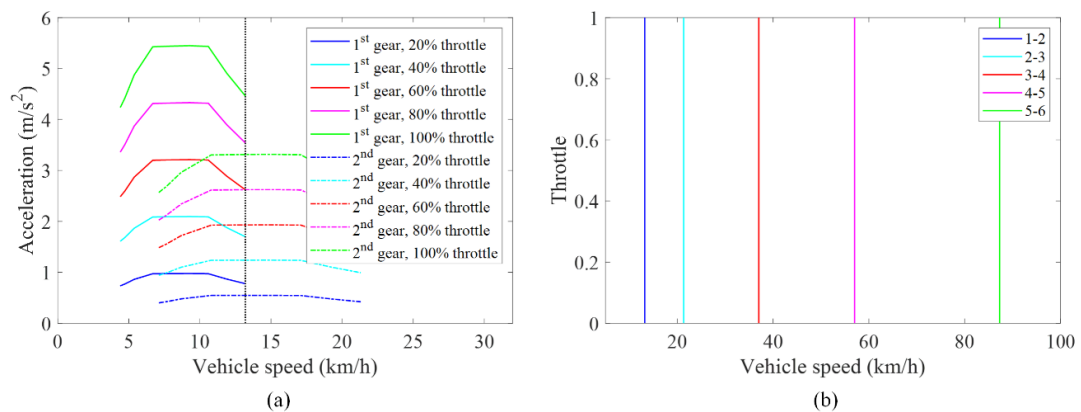 6
5
4
3
2
1
0
0
5
10
15
20
25
30
Acceleration (m/s²)
Vehicle speed (km/h)
1st gear, 20% throttle
1st gear, 40% throttle
1st gear, 60% throttle
1st gear, 80% throttle
1st gear, 100% throttle
2nd gear, 20% throttle
2nd gear, 40% throttle
2nd gear, 60% throttle
2nd gear, 80% throttle
2nd gear, 100% throttle
(a)
1
0.8
0.6
0.4
0.2
0
20
40
60
80
100
Throttle
Vehicle speed (km/h)
1-2
2-3
3-4
4-5
5-6
(b)